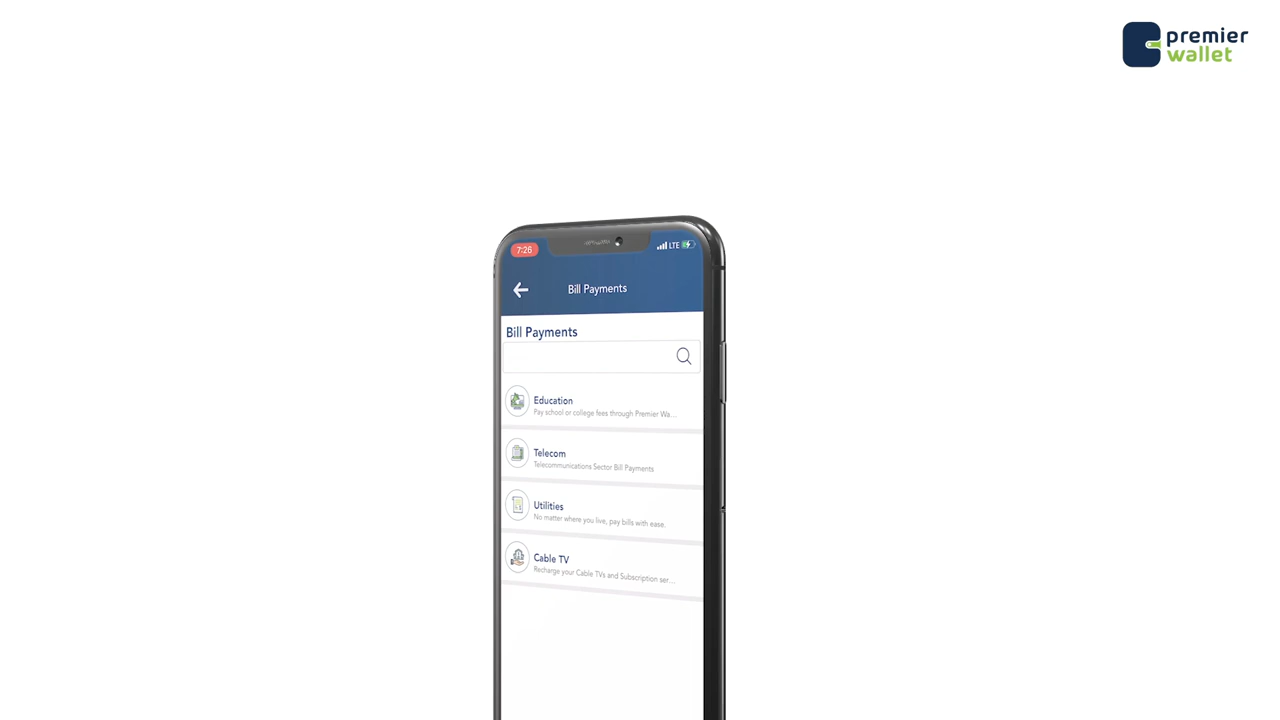 premier
wallet
7:26
LTE
Bill Payments
Bill Payments
Education
Pay school or college fees through Premier Wa...
Telecom
Telecommunications Sector Bill Payments
Utilities
No matter where you live, pay bills with ease.
Cable TV
Recharge your Cable TVs and Subscription ser...